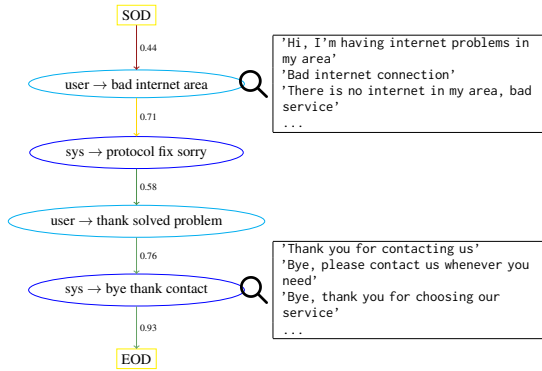 SOD
0.44
user → bad internet area
'Hi, I'm having internet problems in
my area'
'Bad internet connection'
'There is no internet in my area, bad
service'
...
0.71
sys → protocol fix sorry
0.58
user → thank solved problem
0.76
sys → bye thank contact
'Thank you for contacting us'
'Bye, please contact us whenever you
need'
'Bye, thank you for choosing our
service'
...
0.93
EOD